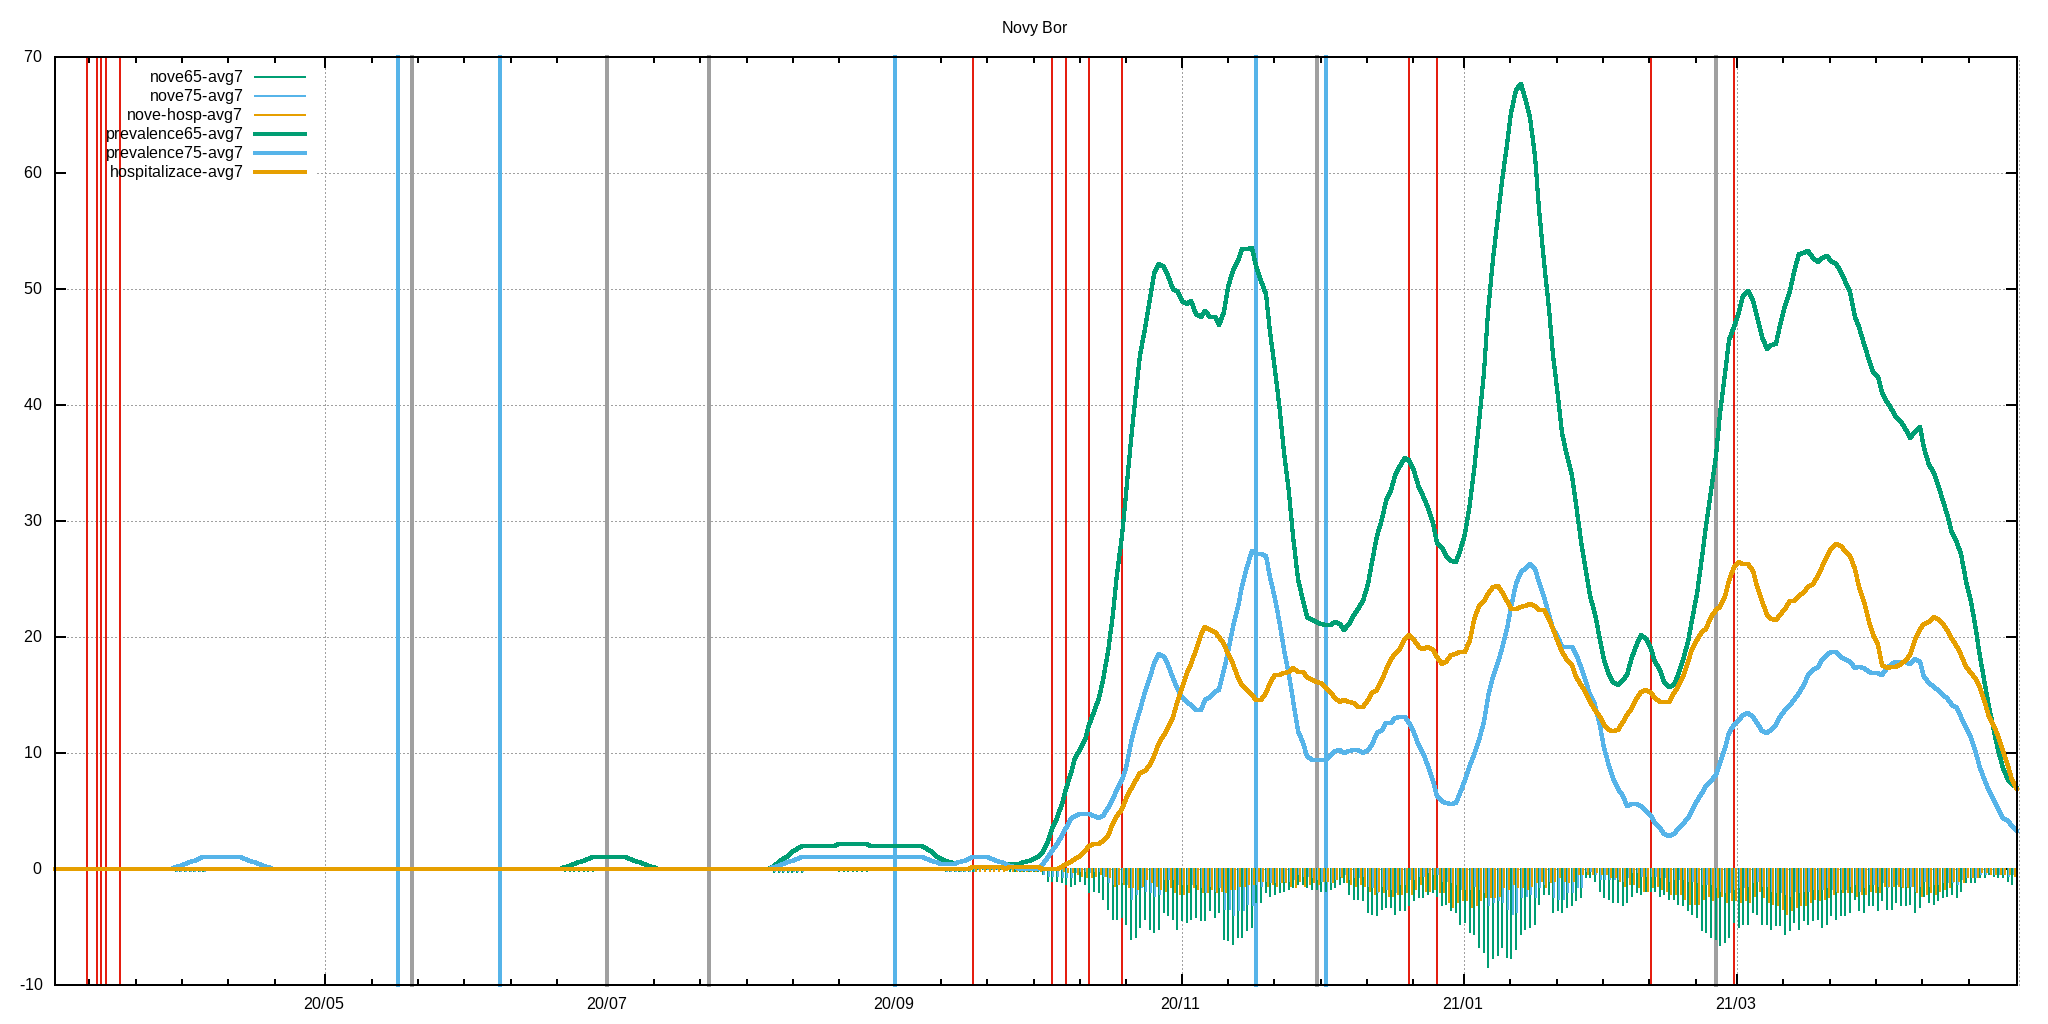 Novy Bor
70
60
50
40
30
20
10
0
-10
nove65-avg7
nove75-avg7
nove-hosp-avg7
prevalence65-avg7
prevalence75-avg7
hospitalizace-avg7
20/05 20/07 20/09 20/11 21/01 21/03